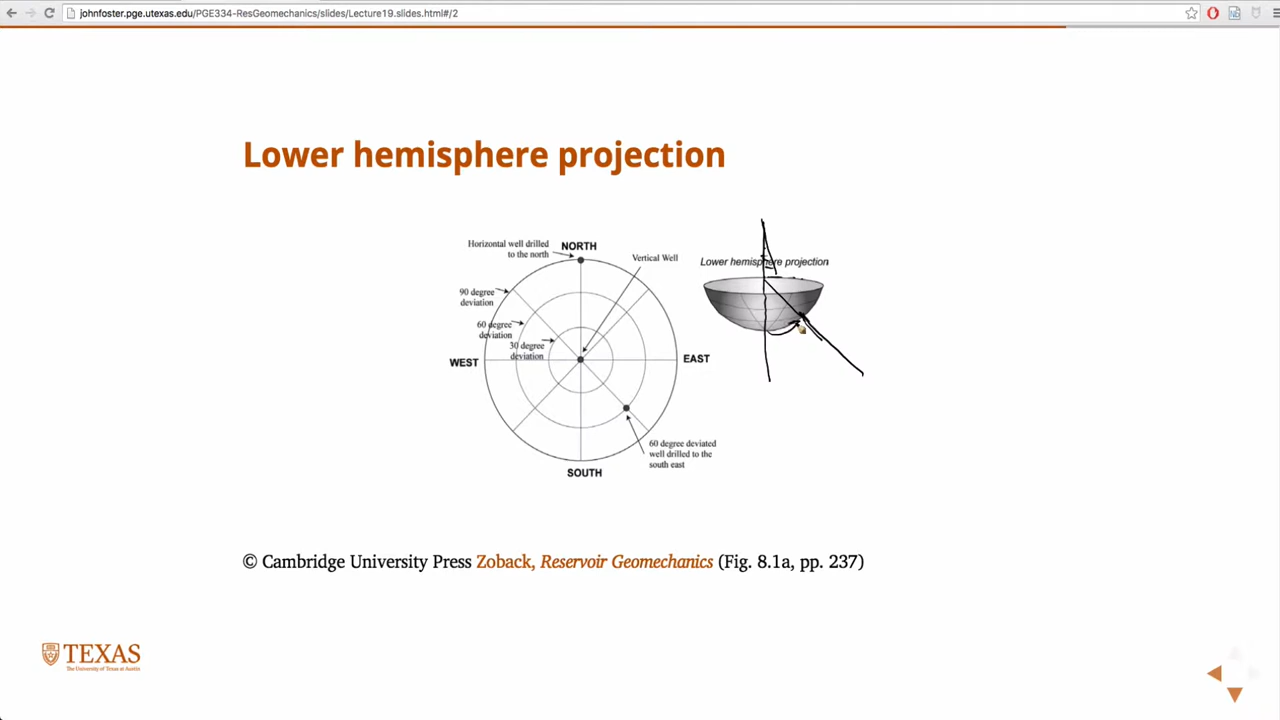 johnfoster.pge.utexas.edu/PGE334-ResGeomechanics/slides/Lecture19.slides.html#/2
Lower hemisphere projection
Horizontal well drilled
to the north
NORTH
Vertical Well
Lower hemisphere projection
90 degree
deviation
60 degree
deviation
30 degree
deviation
WEST
EAST
60 degree deviated
well drilled to the
south east
SOUTH
© Cambridge University Press Zoback, Reservoir Geomechanics (Fig. 8.1a, pp. 237)
TEXAS
The University of Texas at Austin